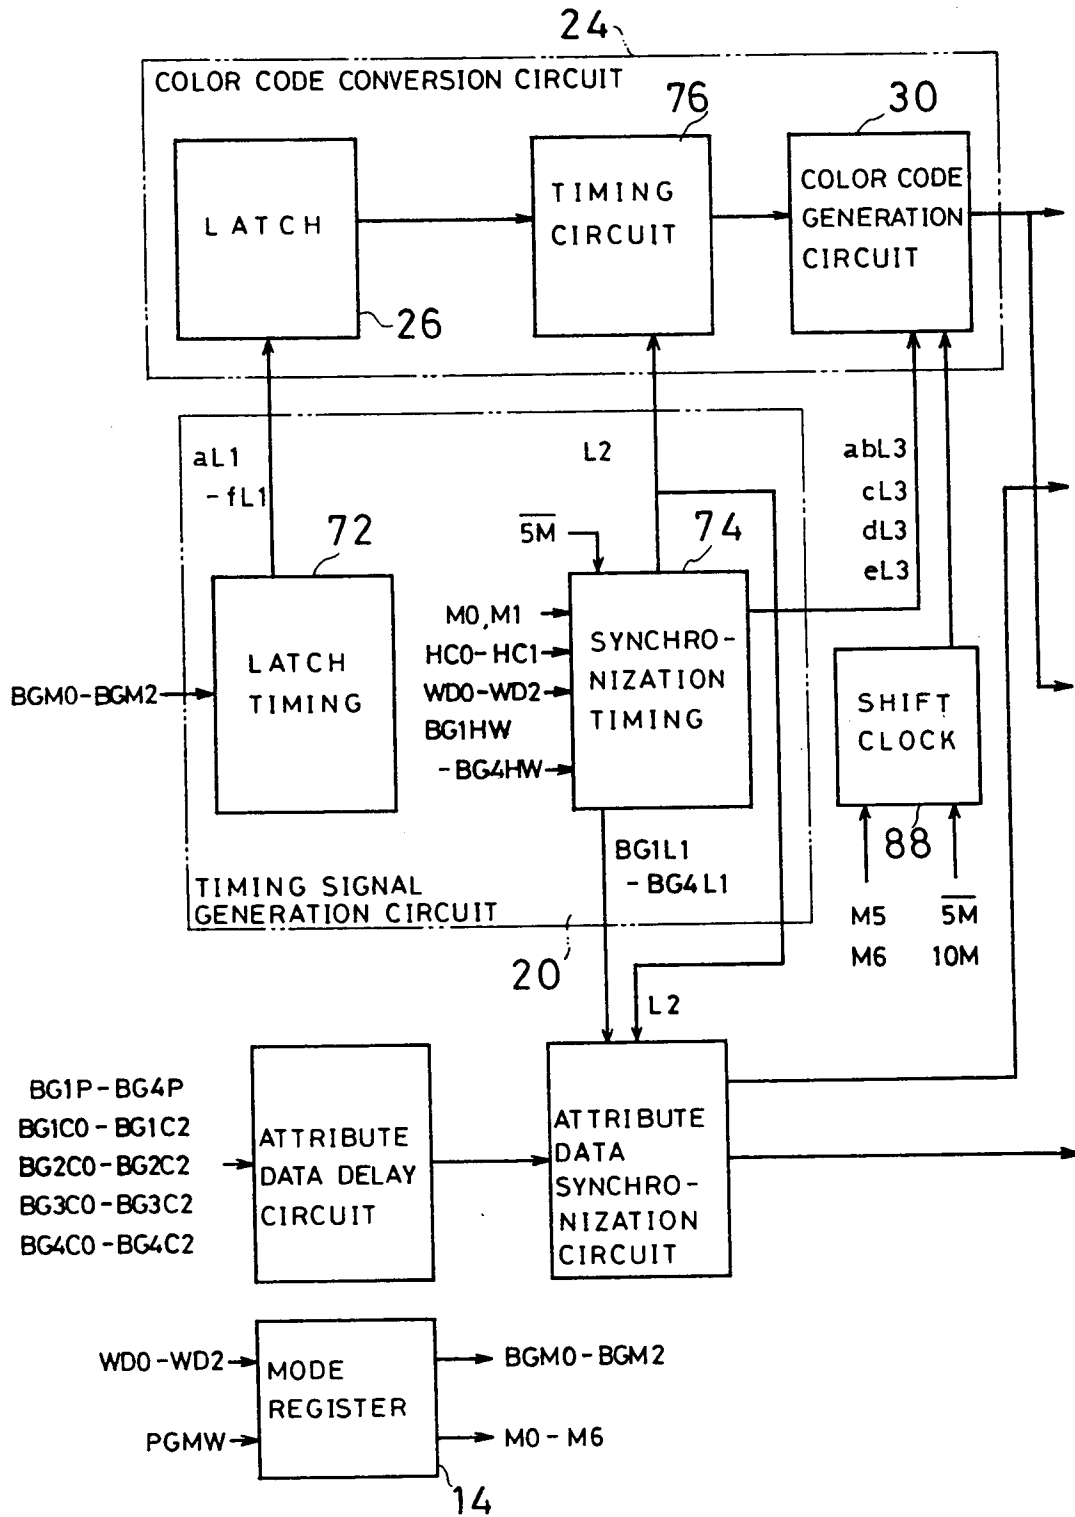 24
COLOR CODE CONVERSION CIRCUIT
76
30
LATCH
TIMING
CIRCUIT
COLOR CODE
GENERATION
CIRCUIT
26
aL1
-fL1
L2
abL3
cL3
dL3
eL3
72
5M̅
74
M0,M1
HC0-HC1
WD0-WD2
BG1HW
-BG4HW
SYNCHRO-
NIZATION
TIMING
LATCH
TIMING
BGM0-BGM2
SHIFT
CLOCK
88
BG1L1
-BG4L1
TIMING SIGNAL
GENERATION CIRCUIT
M5
M6
5M̅
10M
20
L2
BG1P-BG4P
BG1C0-BG1C2
BG2C0-BG2C2
BG3C0-BG3C2
BG4C0-BG4C2
ATTRIBUTE
DATA DELAY
CIRCUIT
ATTRIBUTE
DATA
SYNCHRO-
NIZATION
CIRCUIT
WD0-WD2
PGMW
MODE
REGISTER
BGM0-BGM2
M0-M6
14